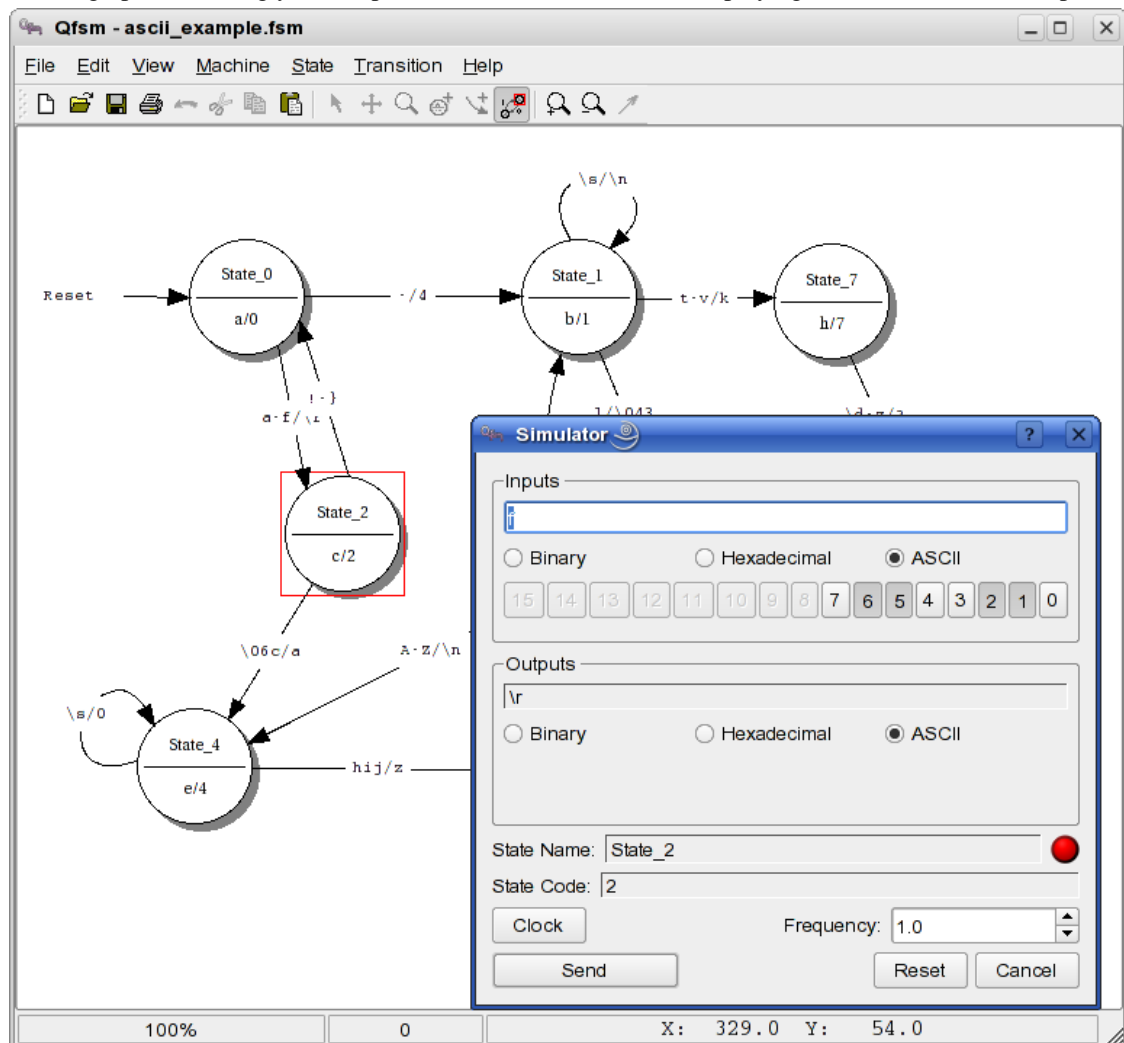 Qfsm - ascii_example.fsm
File Edit View Machine State Transition Help
\s/\n
State_0
a/0
State_1
b/1
State_7
h/7
Reset
-/4
t-v/k
!-}
a-f/\r
1/\043
Simulator
Inputs
f
Binary Hexadecimal ASCII
15 14 13 12 11 10 9 8 7 6 5 4 3 2 1 0
State_2
c/2
\06c/a
A-Z/\n
Outputs
\r
Binary Hexadecimal ASCII
\s/0
State_4
e/4
hij/z
State Name: State_2
State Code: 2
Clock Frequency: 1.0
Send Reset Cancel
100% 0 X: 329.0 Y: 54.0